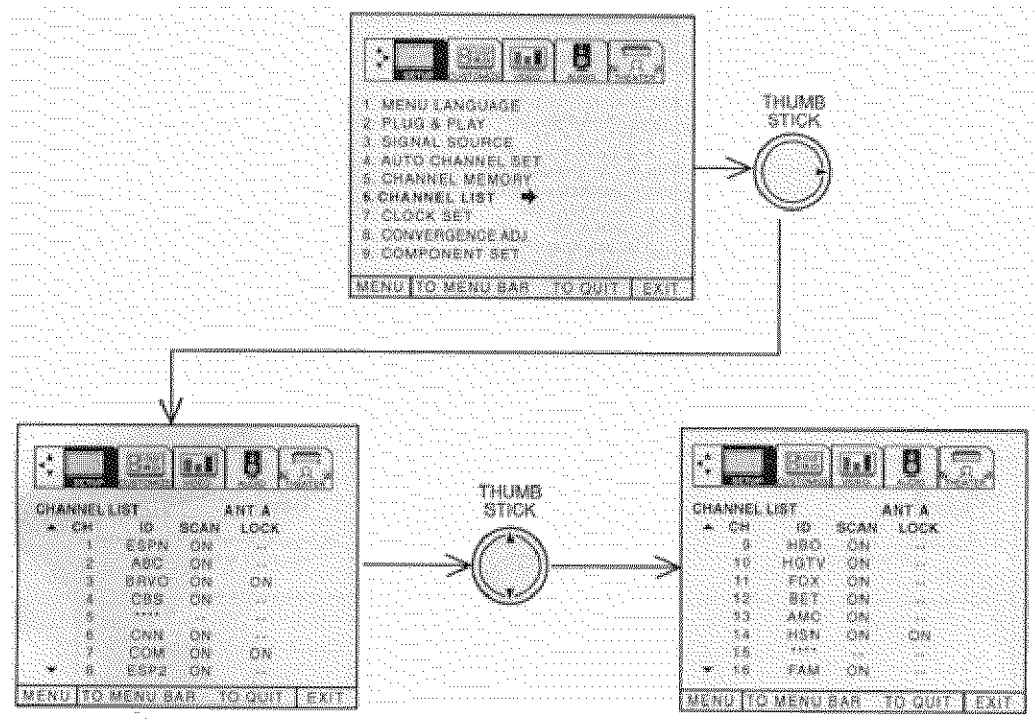 1. MENU LANGUAGE
2. PLUG & PLAY
3. SIGNAL SOURCE
4. AUTO CHANNEL SET
5. CHANNEL MEMORY
6. CHANNEL LIST
7. CLOCK SET
8. CONVERGENCE ADJ.
9. COMPONENT SET
MENU TO MENU BAR TO QUIT EXIT
THUMB
STICK
CHANNEL LIST ANT A
CH ID SCAN LOCK
1 ESPN ON --
2 ABC ON --
3 BRVO ON ON
4 CBS ON --
5 **** -- --
6 CNN ON --
7 COM ON ON
8 ESP2 ON --
MENU TO MENU BAR TO QUIT EXIT
THUMB
STICK
CHANNEL LIST ANT A
CH ID SCAN LOCK
9 HBO ON --
10 HGTV ON --
11 FOX ON --
12 BET ON --
13 AMC ON --
14 HSN ON ON
15 **** -- --
16 FAM ON --
MENU TO MENU BAR TO QUIT EXIT